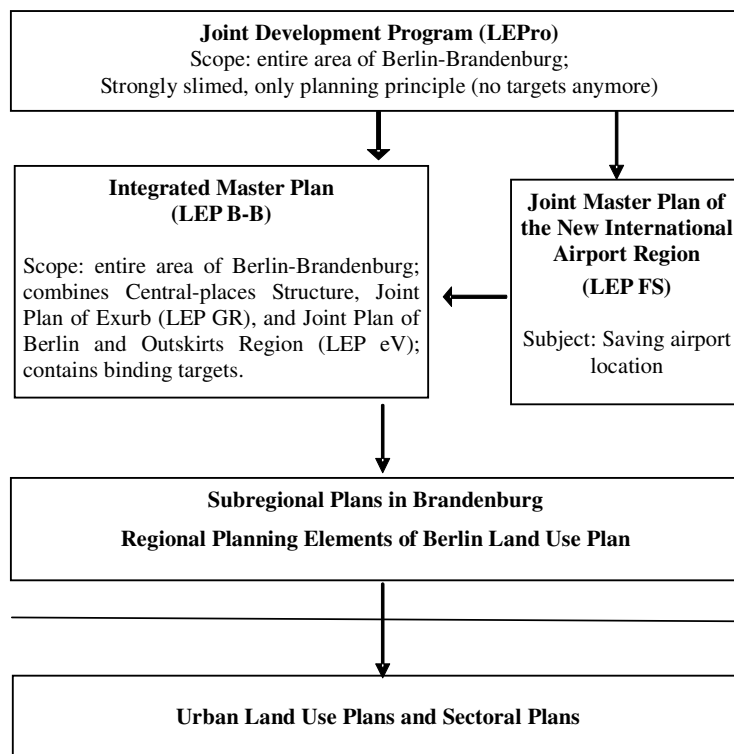 Joint Development Program (LEPro)
Scope: entire area of Berlin-Brandenburg;
Strongly slimed, only planning principle (no targets anymore)
Integrated Master Plan
(LEP B-B)
Scope: entire area of Berlin-Brandenburg;
combines Central-places Structure, Joint
Plan of Exurb (LEP GR), and Joint Plan of
Berlin and Outskirts Region (LEP eV);
contains binding targets.
Joint Master Plan of
the New International
Airport Region
(LEP FS)
Subject: Saving airport
location
Subregional Plans in Brandenburg
Regional Planning Elements of Berlin Land Use Plan
Urban Land Use Plans and Sectoral Plans